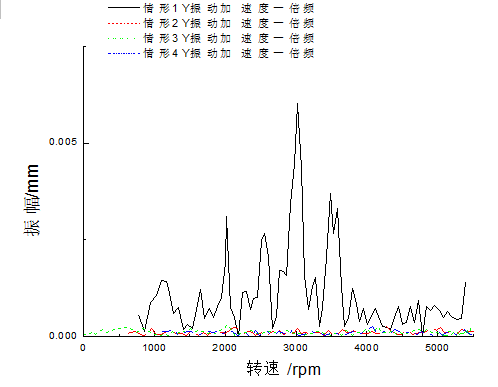 情形1Y振动加速度一倍频
情形2Y振动加速度一倍频
情形3Y振动加速度一倍频
情形4Y振动加速度一倍频
0.005
振幅/mm
0.000
0 1000 2000 3000 4000 5000
转速 /rpm